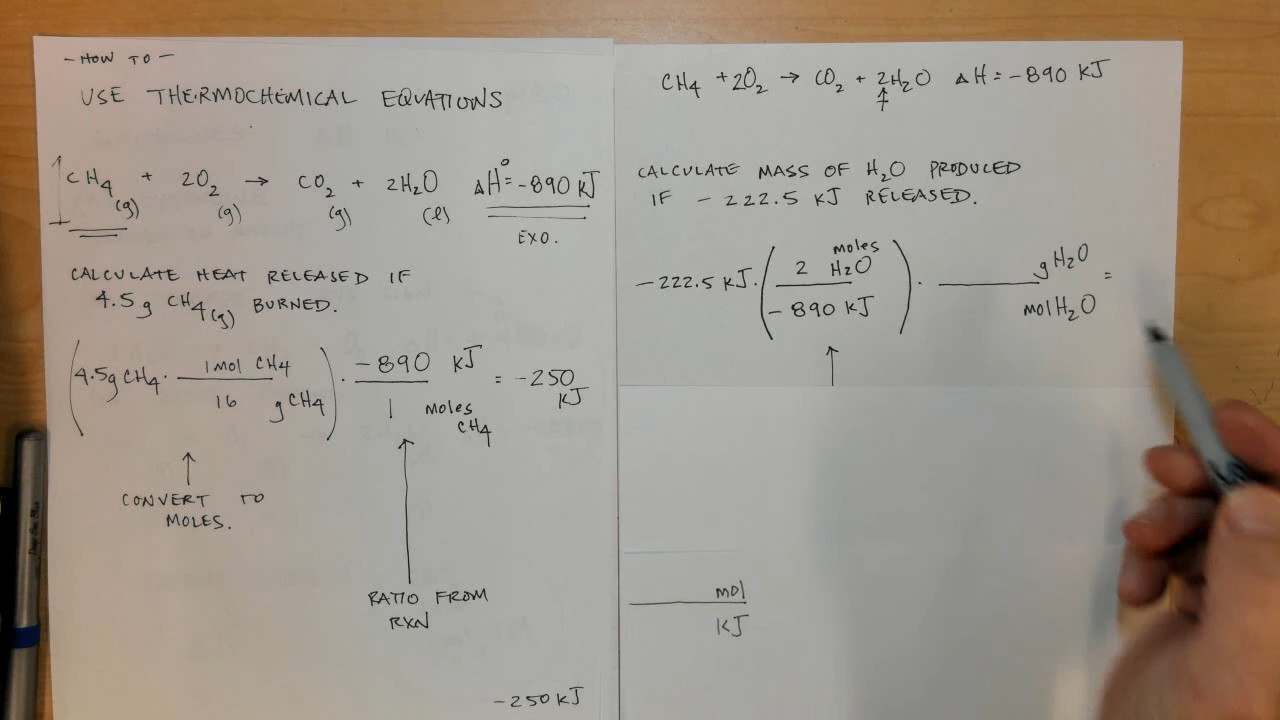 - HOW TO -
USE THERMOCHEMICAL EQUATIONS
CH₄(g) + 2O₂(g) → CO₂(g) + 2H₂O(l) ΔH° = -890 KJ
EXO.
CALCULATE HEAT RELEASED IF
4.5g CH₄(g) BURNED.
(4.5g CH₄ · 1mol CH₄ / 16 g CH₄) · -890 KJ / 1 moles CH₄ = -250 KJ
↑
CONVERT TO
MOLES.
RATIO FROM
RXN
-250 KJ
CH₄ + 2O₂ → CO₂ + 2H₂O ΔH = -890 KJ
↑
CALCULATE MASS OF H₂O PRODUCED
IF - 222.5 KJ RELEASED.
-222.5 KJ · (2 moles H₂O / -890 KJ) · ___ g H₂O / mol H₂O =
↑
mol
KJ